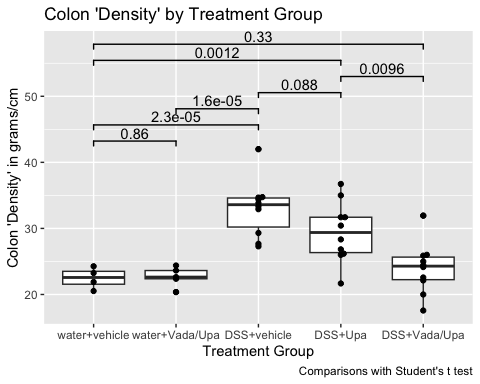 Colon 'Density' by Treatment Group
0.33
0.0012
0.0096
0.088
1.6e-05
2.3e-05
0.86
Colon 'Density' in grams/cm
50
40
30
20
water+vehicle water+Vada/Upa DSS+vehicle DSS+Upa DSS+Vada/Upa
Treatment Group
Comparisons with Student's t test